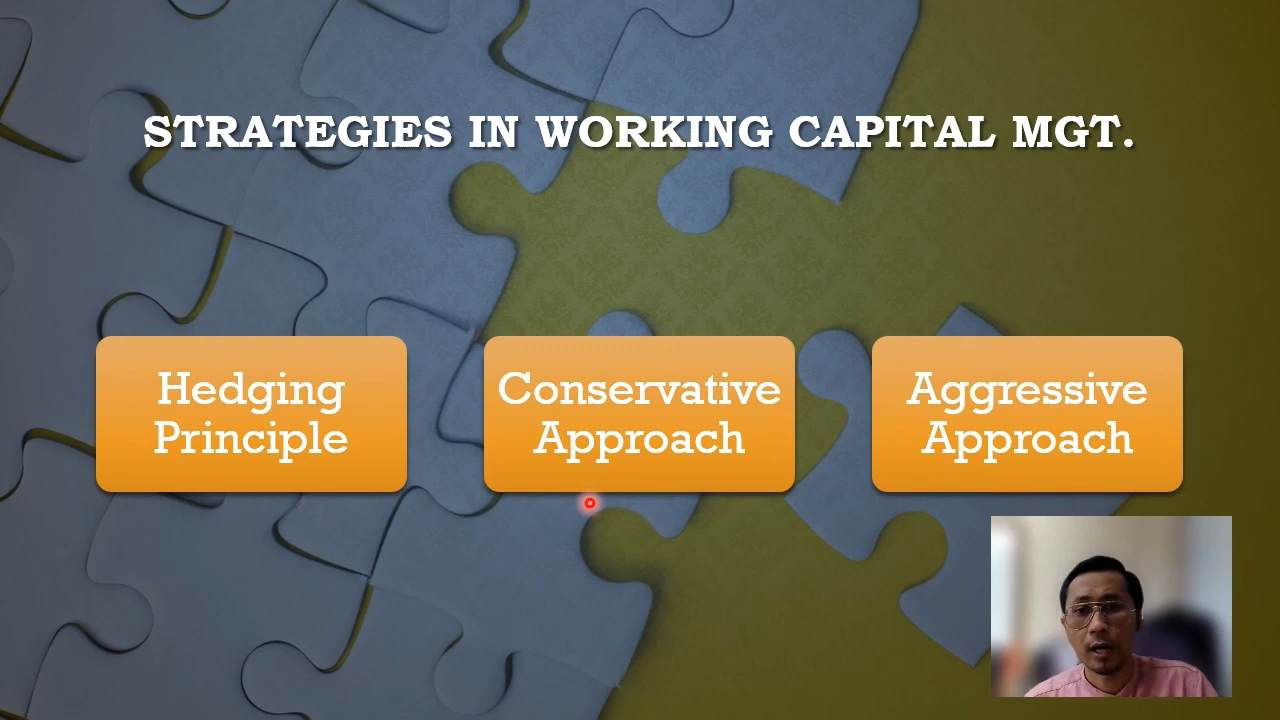 STRATEGIES IN WORKING CAPITAL MGT.
Hedging
Principle
Conservative
Approach
Aggressive
Approach